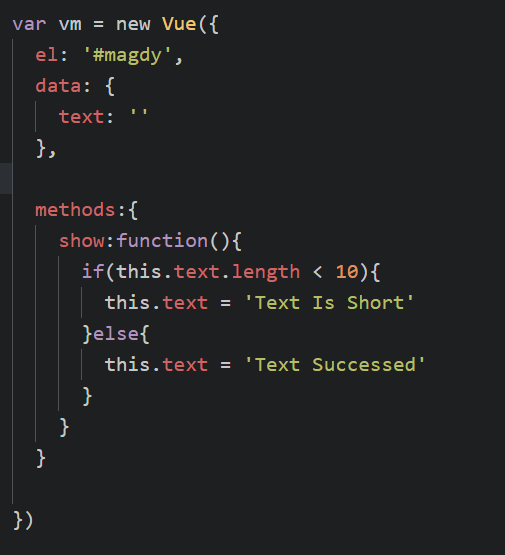 var vm = new Vue({
  el: '#magdy',
  data: {
    text: ''
  },

  methods:{
    show:function(){
      if(this.text.length < 10){
        this.text = 'Text Is Short'
      }else{
        this.text = 'Text Successed'
      }
    }
  }

})